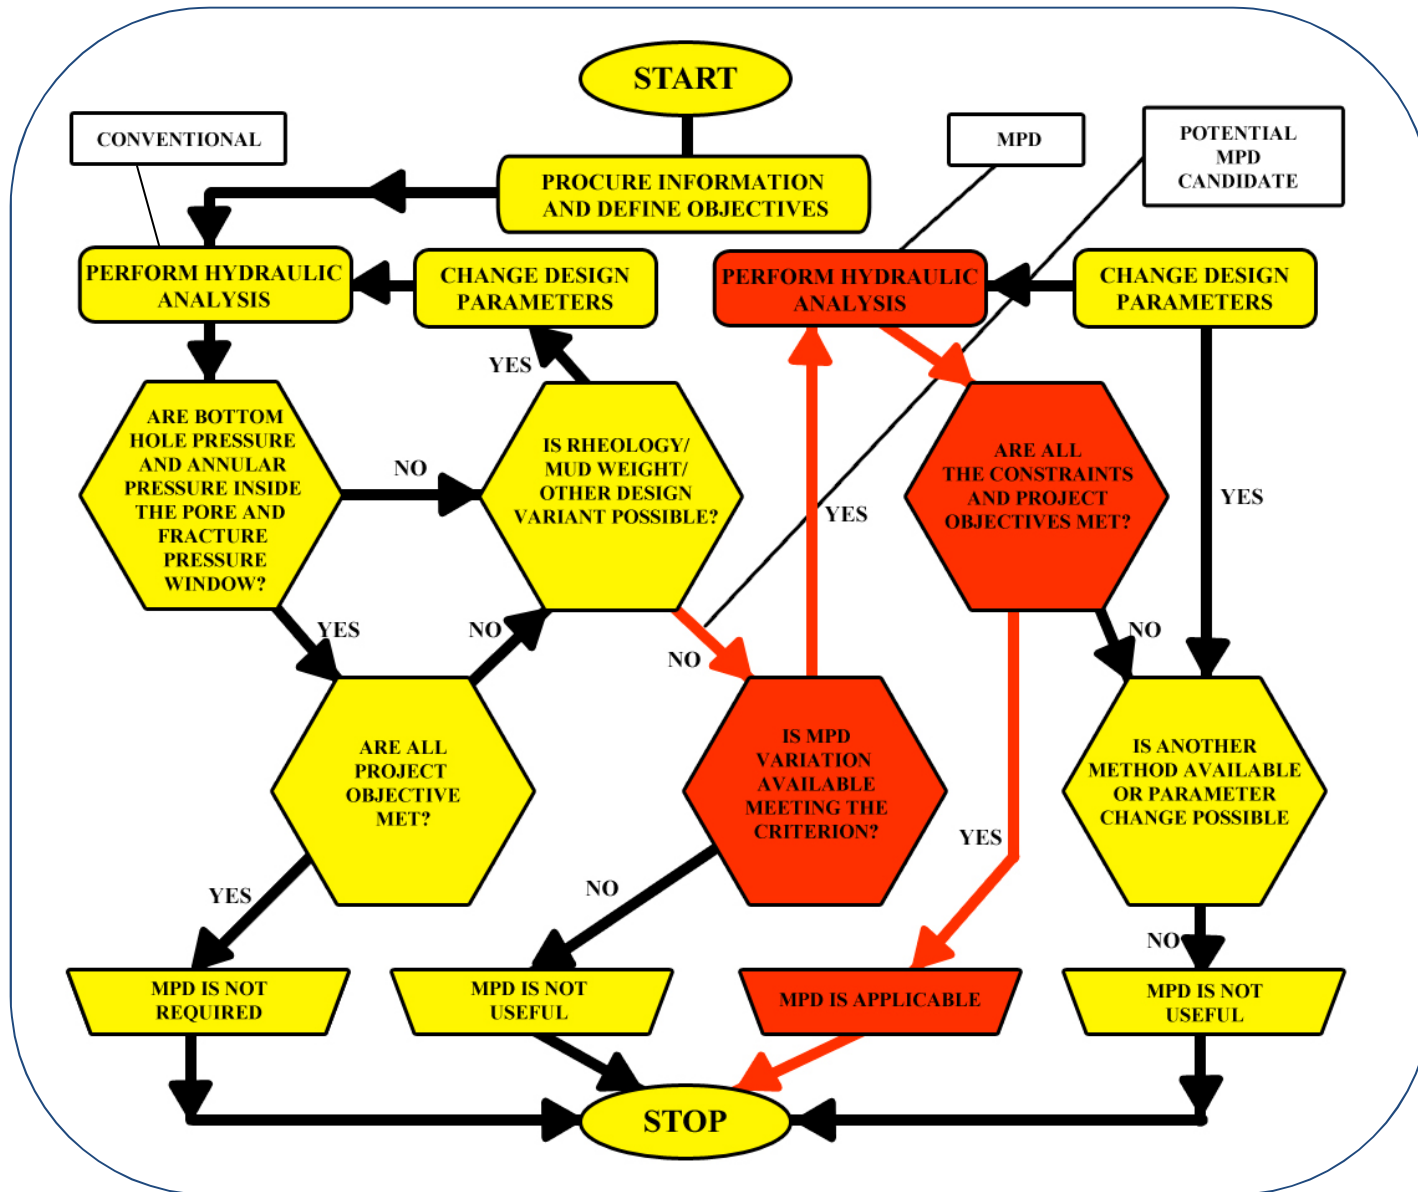 START
CONVENTIONAL
MPD
POTENTIAL
MPD
CANDIDATE
PROCURE INFORMATION
AND DEFINE OBJECTIVES
PERFORM HYDRAULIC
ANALYSIS
CHANGE DESIGN
PARAMETERS
PERFORM HYDRAULIC
ANALYSIS
CHANGE DESIGN
PARAMETERS
YES
ARE BOTTOM
HOLE PRESSURE
AND ANNULAR
PRESSURE INSIDE
THE PORE AND
FRACTURE
PRESSURE
WINDOW?
NO
IS RHEOLOGY/
MUD WEIGHT/
OTHER DESIGN
VARIANT POSSIBLE?
YES
ARE ALL
THE CONSTRAINTS
AND PROJECT
OBJECTIVES MET?
YES
YES
NO
NO
NO
ARE ALL
PROJECT
OBJECTIVE
MET?
IS MPD
VARIATION
AVAILABLE
MEETING THE
CRITERION?
IS ANOTHER
METHOD AVAILABLE
OR PARAMETER
CHANGE POSSIBLE
YES
NO
YES
NO
MPD IS NOT
REQUIRED
MPD IS NOT
USEFUL
MPD IS APPLICABLE
MPD IS NOT
USEFUL
STOP